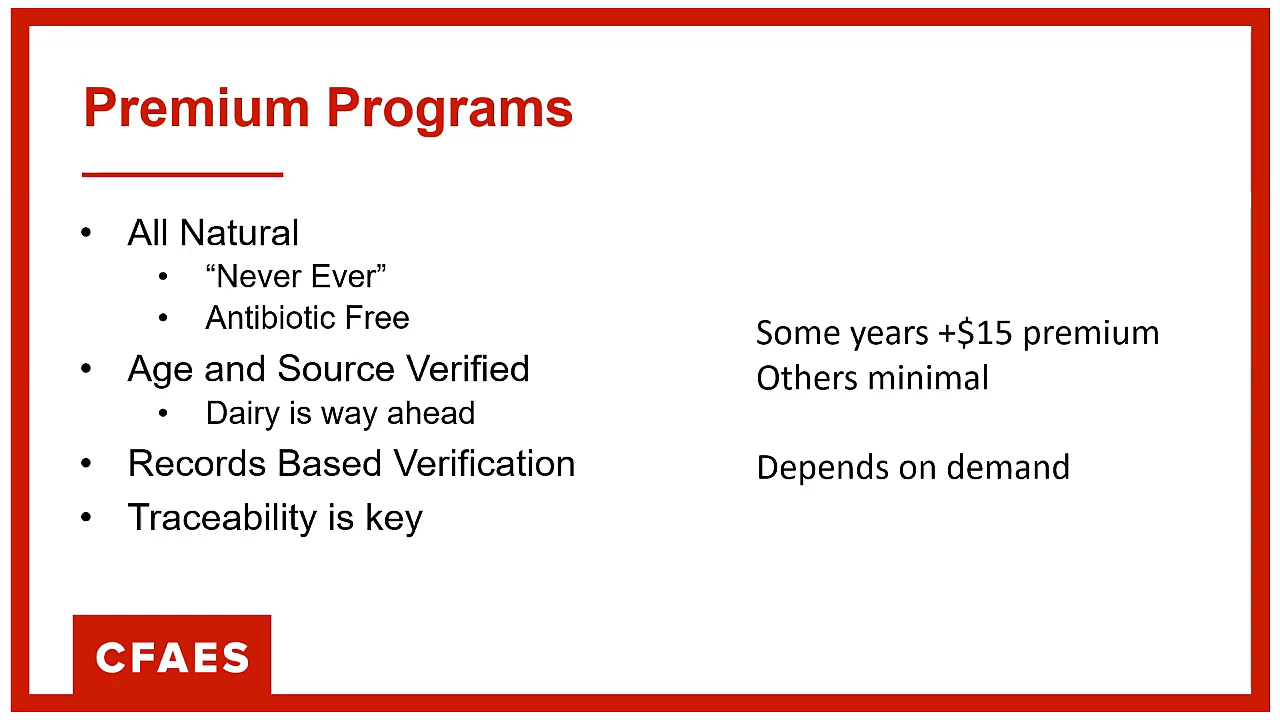 Premium Programs
• All Natural
• “Never Ever”
• Antibiotic Free
• Age and Source Verified
• Dairy is way ahead
• Records Based Verification
• Traceability is key
Some years +$15 premium
Others minimal
Depends on demand
CFAES